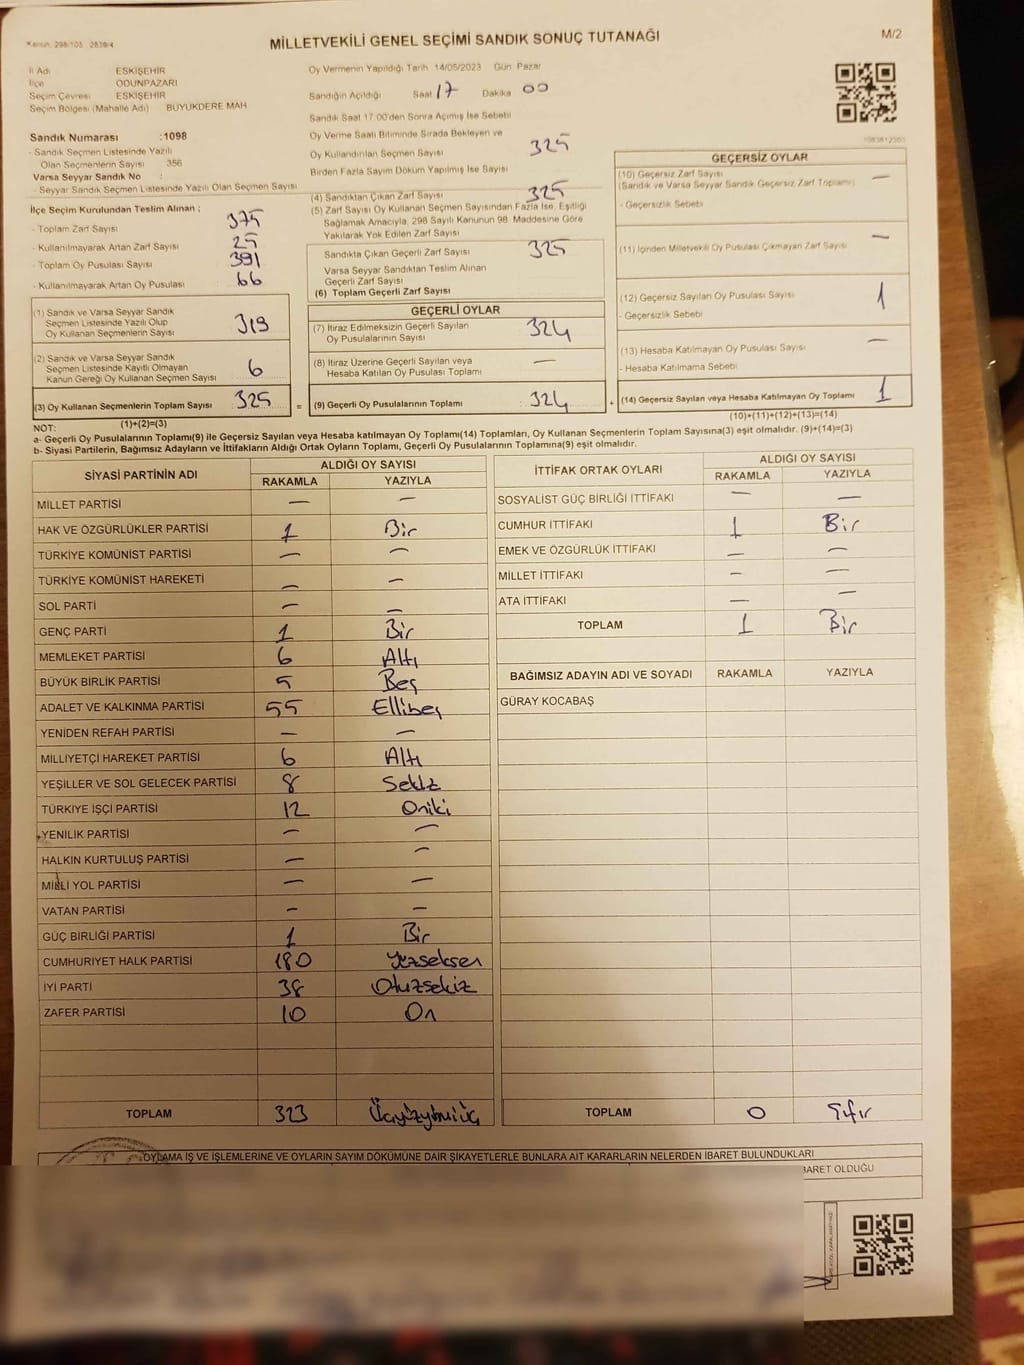 Kanun: 298/105 2839/4
MİLLETVEKİLİ GENEL SEÇİMİ SANDIK SONUÇ TUTANAĞI
M/2
İl Adı ESKİŞEHİR
İlçe ODUNPAZARI
Seçim Çevresi ESKİŞEHİR
Seçim Bölgesi (Mahalle Adı) BÜYÜKDERE MAH
Sandık Numarası :1098
- Sandık Seçmen Listesinde Yazılı
Olan Seçmenlerin Sayısı 356
Varsa Seyyar Sandık No :
- Seyyar Sandık Seçmen Listesinde Yazılı Olan Seçmen Sayısı
İlçe Seçim Kurulundan Teslim Alınan ;
- Toplam Zarf Sayısı 375
- Kullanılmayarak Artan Zarf Sayısı 25
- Toplam Oy Pusulası Sayısı 391
- Kullanılmayarak Artan Oy Pusulası 66
(1) Sandık ve Varsa Seyyar Sandık
Seçmen Listesinde Yazılı Olup
Oy Kullanan Seçmenlerin Sayısı 319
(2) Sandık ve Varsa Seyyar Sandık
Seçmen Listesinde Kayıtlı Olmayan
Kanun Gereği Oy Kullanan Seçmen Sayısı 6
(3) Oy Kullanan Seçmenlerin Toplam Sayısı 325 =
(1)+(2)=(3)
Oy Vermenin Yapıldığı Tarih 14/05/2023 Gün Pazar
Sandığın Açıldığı Saat 17 Dakika 00
Sandık Saat 17.00'den Sonra Açımış İse Sebebi
Oy Verme Saati Bitiminde Sırada Bekleyen ve
Oy Kullandırılan Seçmen Sayısı 325
Birden Fazla Sayım Döküm Yapılmış İse Sayısı
(4) Sandıktan Çıkan Zarf Sayısı 325
(5) Zarf Sayısı Oy Kullanan Seçmen Sayısından Fazla İse, Eşitliği
Sağlamak Amacıyla, 298 Sayılı Kanunun 98. Maddesine Göre
Yakılarak Yok Edilen Zarf Sayısı
Sandıkta Çıkan Geçerli Zarf Sayısı 325
Varsa Seyyar Sandıktan Teslim Alınan
Geçerli Zarf Sayısı
(6) Toplam Geçerli Zarf Sayısı
GEÇERLİ OYLAR
(7) İtiraz Edilmeksizin Geçerli Sayılan
Oy Pusulalarının Sayısı 324
(8) İtiraz Üzerine Geçerli Sayılan veya
Hesaba Katılan Oy Pusulası Toplamı —
(9) Geçerli Oy Pusulalarının Toplamı 324 +
GEÇERSİZ OYLAR
(10) Geçersiz Zarf Sayısı —
(Sandık ve Varsa Seyyar Sandık Geçersiz Zarf Toplamı)
- Geçersizlik Sebebi
(11) İçinden Milletvekili Oy Pusulası Çıkmayan Zarf Sayısı —
(12) Geçersiz Sayılan Oy Pusulası Sayısı 1
- Geçersizlik Sebebi
(13) Hesaba Katılmayan Oy Pusulası Sayısı —
- Hesaba Katılmama Sebebi
(14) Geçersiz Sayılan veya Hesaba Katılmayan Oy Toplamı 1
(10)+(11)+(12)+(13)=(14)
NOT:
a- Geçerli Oy Pusulalarının Toplamı(9) ile Geçersiz Sayılan veya Hesaba katılmayan Oy Toplamı(14) Toplamları, Oy Kullanan Seçmenlerin Toplam Sayısına(3) eşit olmalıdır. (9)+(14)=(3)
b- Siyasi Partilerin, Bağımsız Adayların ve İttifakların Aldığı Ortak Oyların Toplamı, Geçerli Oy Pusulalarının Toplamına(9) eşit olmalıdır.
SİYASİ PARTİNİN ADI ALDIĞI OY SAYISI
RAKAMLA YAZIYLA
MİLLET PARTİSİ — —
HAK VE ÖZGÜRLÜKLER PARTİSİ 1 Bir
TÜRKİYE KOMÜNİST PARTİSİ — —
TÜRKİYE KOMÜNİST HAREKETİ — —
SOL PARTİ — —
GENÇ PARTİ 1 Bir
MEMLEKET PARTİSİ 6 Altı
BÜYÜK BİRLİK PARTİSİ 5 Beş
ADALET VE KALKINMA PARTİSİ 55 Ellibeş
YENİDEN REFAH PARTİSİ — —
MİLLİYETÇİ HAREKET PARTİSİ 6 Altı
YEŞİLLER VE SOL GELECEK PARTİSİ 8 Sekiz
TÜRKİYE İŞÇİ PARTİSİ 12 Oniki
YENİLİK PARTİSİ — —
HALKIN KURTULUŞ PARTİSİ — —
MİLLİ YOL PARTİSİ — —
VATAN PARTİSİ — —
GÜÇ BİRLİĞİ PARTİSİ 1 Bir
CUMHURİYET HALK PARTİSİ 180 Yüzseksen
İYİ PARTİ 38 Otuzsekiz
ZAFER PARTİSİ 10 On
TOPLAM 323 Üçyüzyirmiüç
İTTİFAK ORTAK OYLARI ALDIĞI OY SAYISI
RAKAMLA YAZIYLA
SOSYALİST GÜÇ BİRLİĞİ İTTİFAKI — —
CUMHUR İTTİFAKI 1 Bir
EMEK VE ÖZGÜRLÜK İTTİFAKI — —
MİLLET İTTİFAKI — —
ATA İTTİFAKI — —
TOPLAM 1 Bir
BAĞIMSIZ ADAYIN ADI VE SOYADI RAKAMLA YAZIYLA
GÜRAY KOCABAŞ
TOPLAM 0 Sıfır
OYLAMA İŞ VE İŞLEMLERİNE VE OYLARIN SAYIM DÖKÜMÜNE DAİR ŞİKAYETLERLE BUNLARA AİT KARARLARIN NELERDEN İBARET BULUNDUKLARI
BARET OLDUĞU